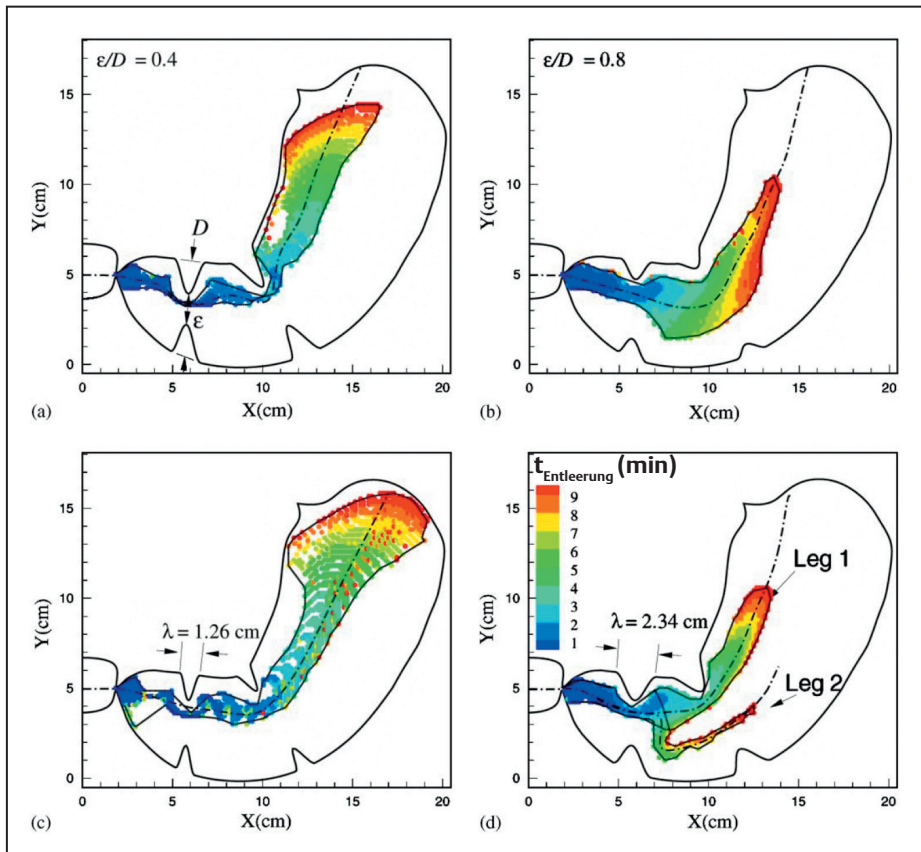 ε/D = 0.4
15
10
5
0
Y(cm)
D
ε
0 5 10 15 20
X(cm)
(a)
ε/D = 0.8
15
10
5
0
Y(cm)
0 5 10 15 20
X(cm)
(b)
15
10
5
0
Y(cm)
λ = 1.26 cm
0 5 10 15 20
X(cm)
(c)
15
10
5
0
Y(cm)
tEntleerung (min)
9
8
7
6
5
4
3
2
1
λ = 2.34 cm
Leg 1
Leg 2
0 5 10 15 20
X(cm)
(d)